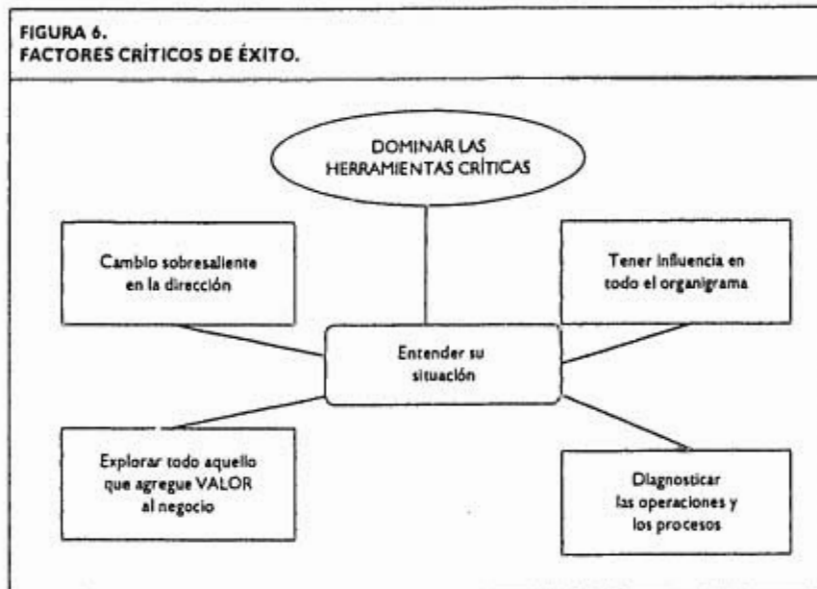 FIGURA 6.
FACTORES CRÍTICOS DE ÉXITO.
DOMINAR LAS
HERRAMIENTAS CRÍTICAS
Cambio sobresaliente
en la dirección
Tener influencia en
todo el organigrama
Entender su
situación
Explorar todo aquello
que agregue VALOR
al negocio
Diagnosticar
las operaciones y
los procesos